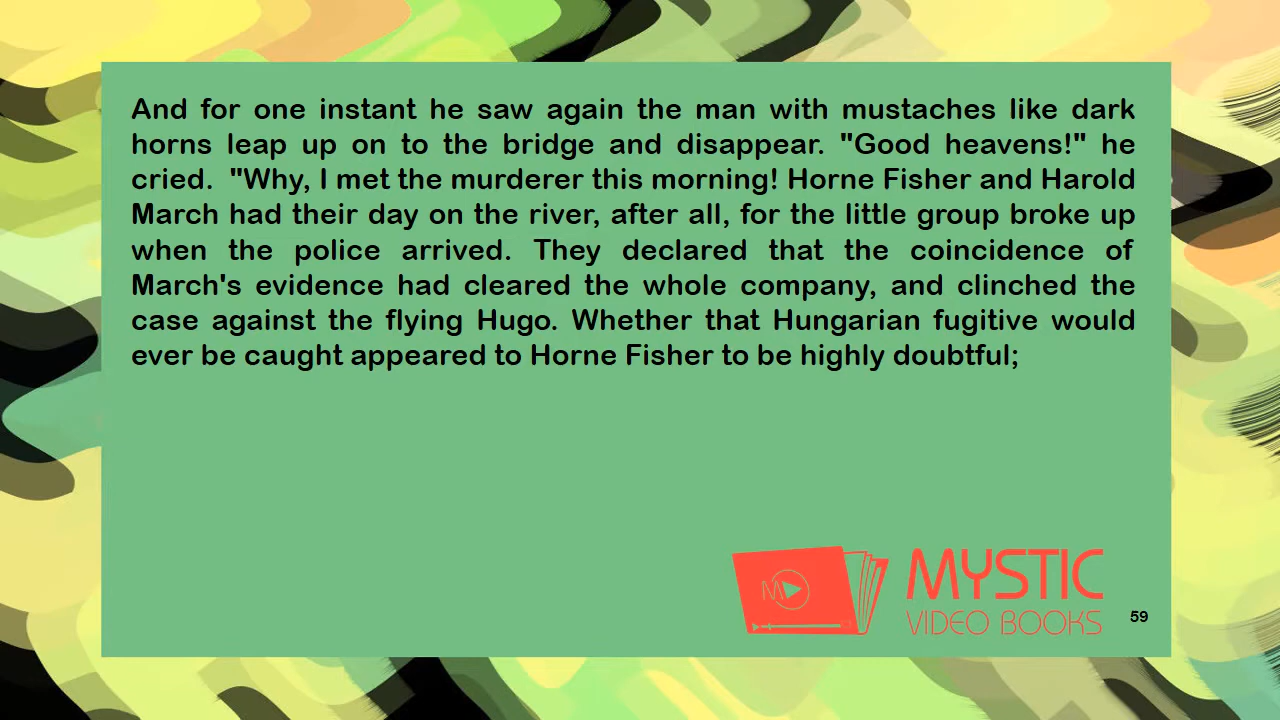 And for one instant he saw again the man with mustaches like dark
horns leap up on to the bridge and disappear. "Good heavens!" he
cried.  "Why, I met the murderer this morning! Horne Fisher and Harold
March had their day on the river, after all, for the little group broke up
when the police arrived. They declared that the coincidence of
March's evidence had cleared the whole company, and clinched the
case against the flying Hugo. Whether that Hungarian fugitive would
ever be caught appeared to Horne Fisher to be highly doubtful;
M
MYSTIC
VIDEO BOOKS
59